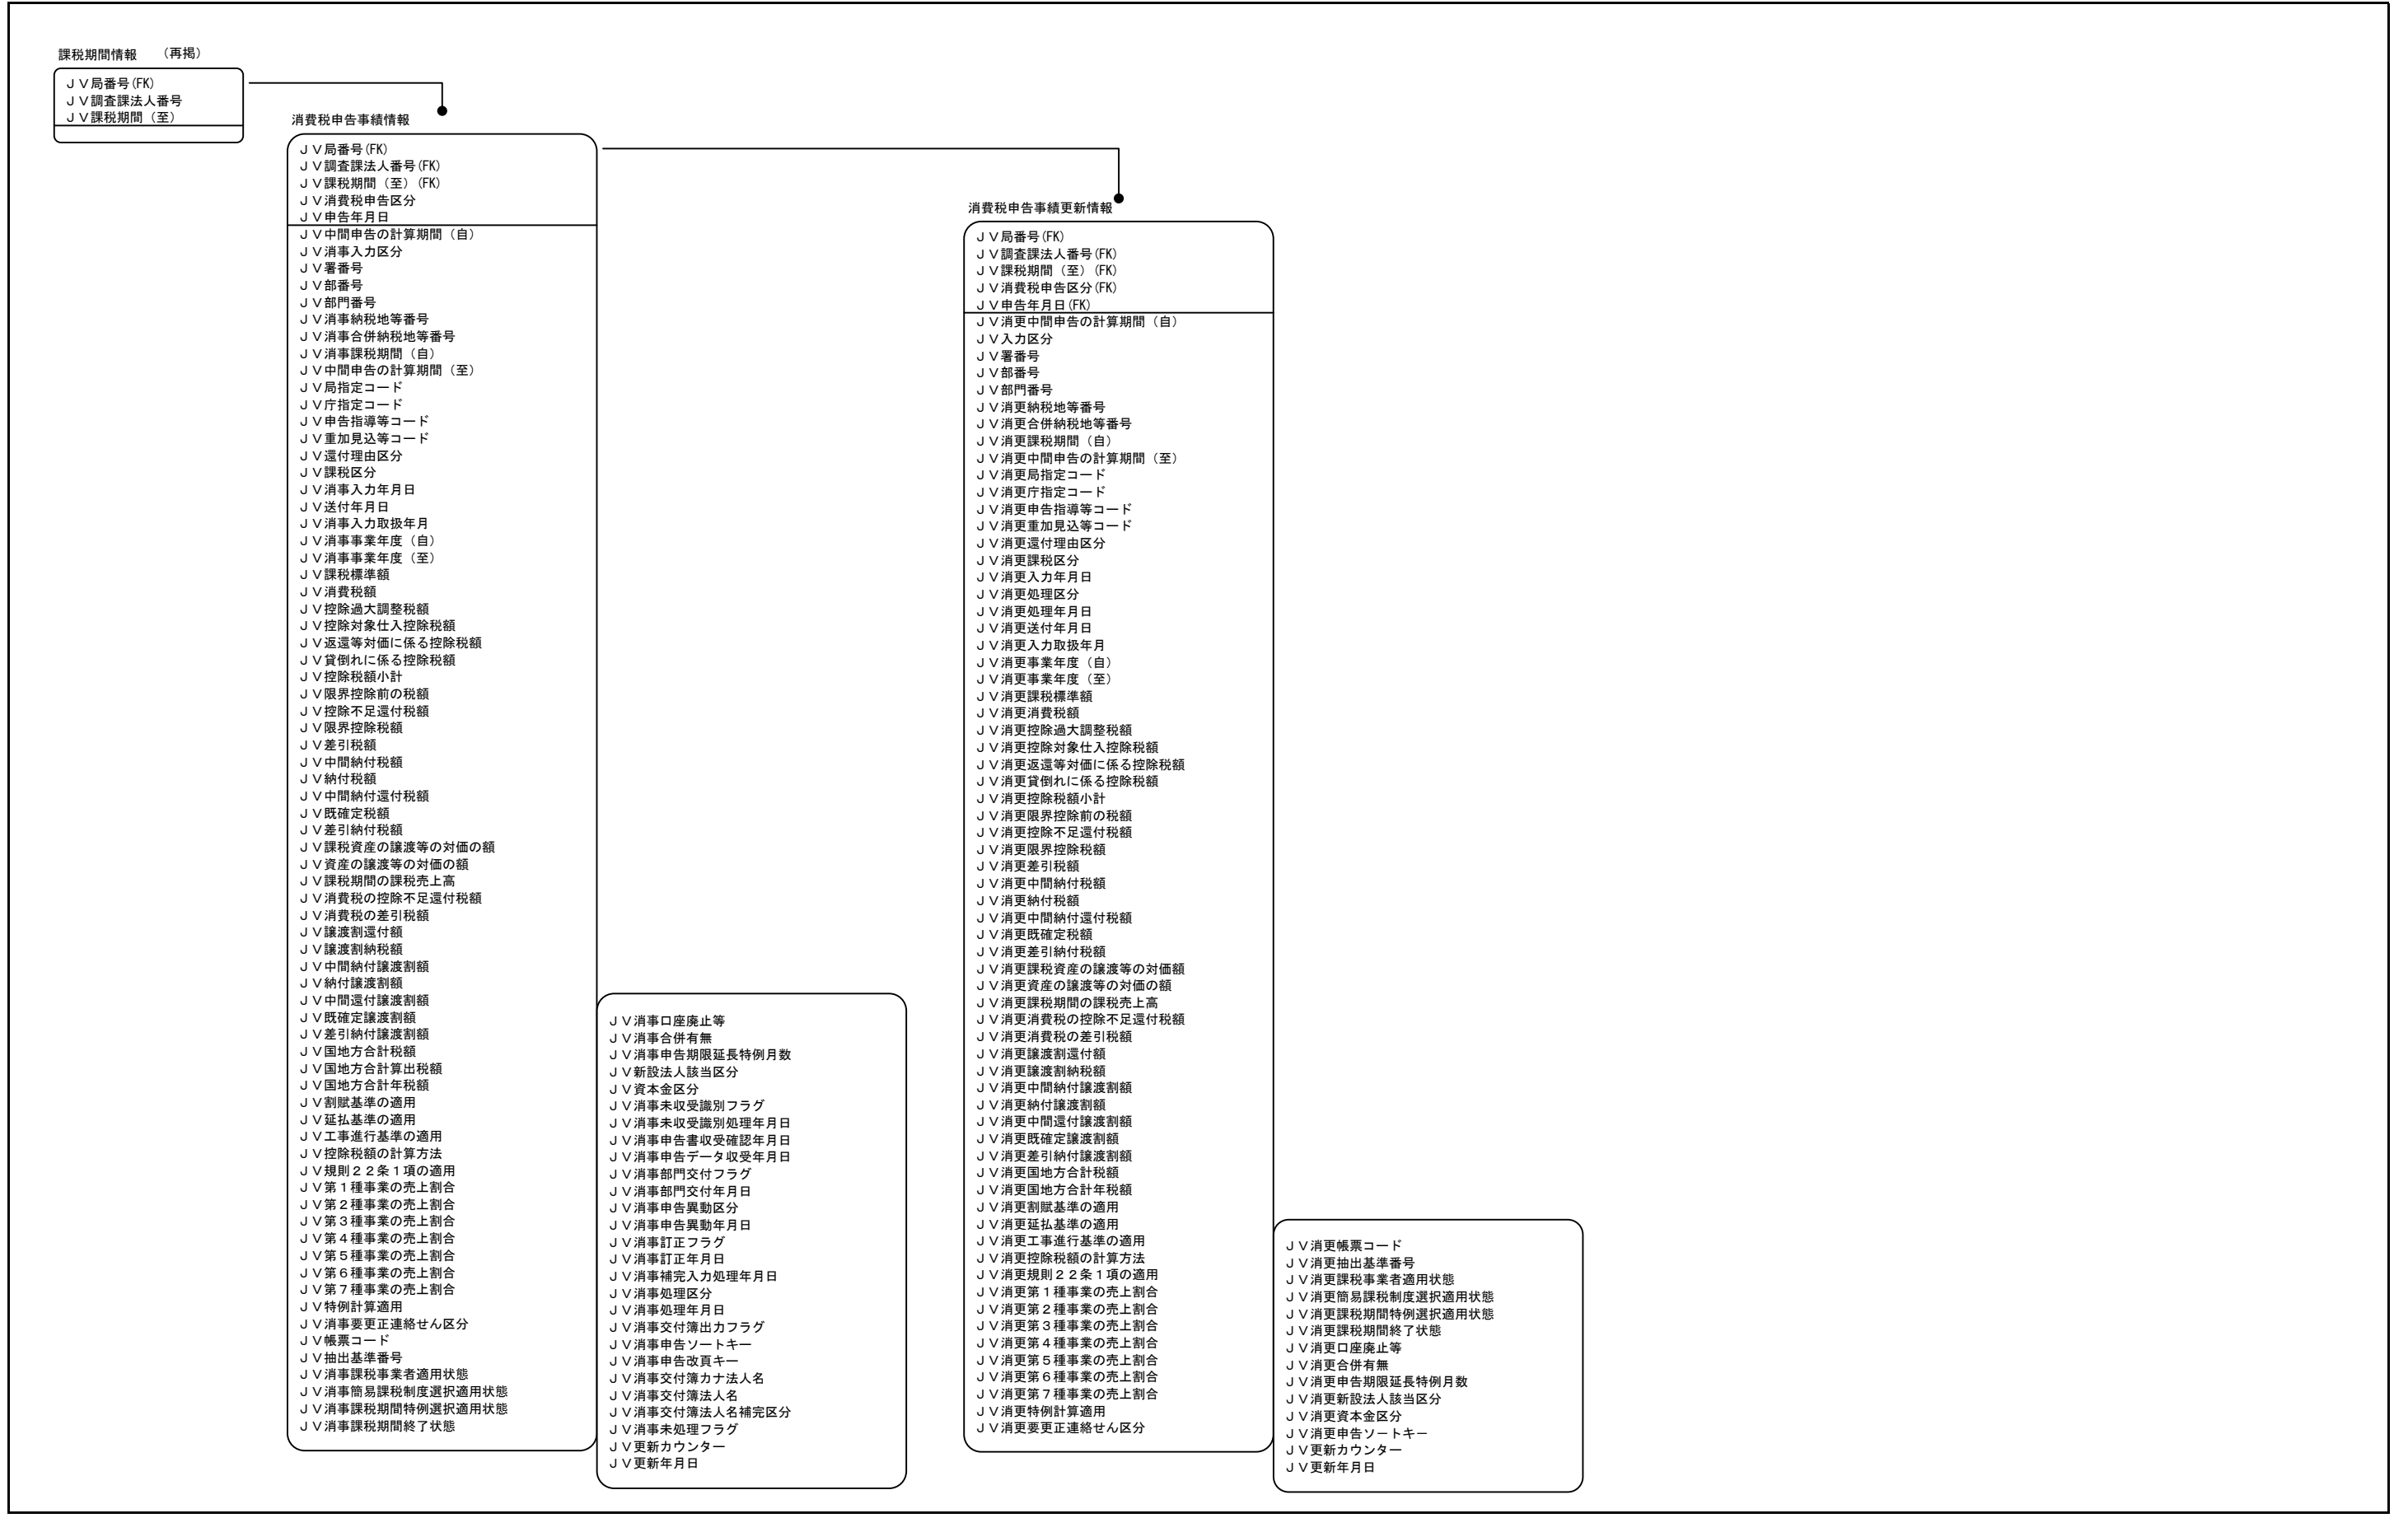 課税期間情報　（再掲）
ＪＶ局番号(FK)
ＪＶ調査課法人番号
ＪＶ課税期間（至）
消費税申告事績情報
ＪＶ局番号(FK)
ＪＶ調査課法人番号(FK)
ＪＶ課税期間（至）(FK)
ＪＶ消費税申告区分
ＪＶ申告年月日
ＪＶ中間申告の計算期間（自）
ＪＶ消事入力区分
ＪＶ署番号
ＪＶ部番号
ＪＶ部門番号
ＪＶ消事納税地等番号
ＪＶ消事合併納税地等番号
ＪＶ消事課税期間（自）
ＪＶ中間申告の計算期間（至）
ＪＶ局指定コード
ＪＶ庁指定コード
ＪＶ申告指導等コード
ＪＶ重加見込等コード
ＪＶ還付理由区分
ＪＶ課税区分
ＪＶ消事入力年月日
ＪＶ送付年月日
ＪＶ消事入力取扱年月
ＪＶ消事事業年度（自）
ＪＶ消事事業年度（至）
ＪＶ課税標準額
ＪＶ消費税額
ＪＶ控除過大調整税額
ＪＶ控除対象仕入控除税額
ＪＶ返還等対価に係る控除税額
ＪＶ貸倒れに係る控除税額
ＪＶ控除税額小計
ＪＶ限界控除前の税額
ＪＶ控除不足還付税額
ＪＶ限界控除税額
ＪＶ差引税額
ＪＶ中間納付税額
ＪＶ納付税額
ＪＶ中間納付還付税額
ＪＶ既確定税額
ＪＶ差引納付税額
ＪＶ課税資産の譲渡等の対価の額
ＪＶ資産の譲渡等の対価の額
ＪＶ課税期間の課税売上高
ＪＶ消費税の控除不足還付税額
ＪＶ消費税の差引税額
ＪＶ譲渡割還付額
ＪＶ譲渡割納税額
ＪＶ中間納付譲渡割額
ＪＶ納付譲渡割額
ＪＶ中間還付譲渡割額
ＪＶ既確定譲渡割額
ＪＶ差引納付譲渡割額
ＪＶ国地方合計税額
ＪＶ国地方合計算出税額
ＪＶ国地方合計年税額
ＪＶ割賦基準の適用
ＪＶ延払基準の適用
ＪＶ工事進行基準の適用
ＪＶ控除税額の計算方法
ＪＶ規則２２条１項の適用
ＪＶ第１種事業の売上割合
ＪＶ第２種事業の売上割合
ＪＶ第３種事業の売上割合
ＪＶ第４種事業の売上割合
ＪＶ第５種事業の売上割合
ＪＶ第６種事業の売上割合
ＪＶ第７種事業の売上割合
ＪＶ特例計算適用
ＪＶ消事要更正連絡せん区分
ＪＶ帳票コード
ＪＶ抽出基準番号
ＪＶ消事課税事業者適用状態
ＪＶ消事簡易課税制度選択適用状態
ＪＶ消事課税期間特例選択適用状態
ＪＶ消事課税期間終了状態
ＪＶ消事口座廃止等
ＪＶ消事合併有無
ＪＶ消事申告期限延長特例月数
ＪＶ新設法人該当区分
ＪＶ資本金区分
ＪＶ消事未収受識別フラグ
ＪＶ消事未収受識別処理年月日
ＪＶ消事申告書収受確認年月日
ＪＶ消事申告データ収受年月日
ＪＶ消事部門交付フラグ
ＪＶ消事部門交付年月日
ＪＶ消事申告異動区分
ＪＶ消事申告異動年月日
ＪＶ消事訂正フラグ
ＪＶ消事訂正年月日
ＪＶ消事補完入力処理年月日
ＪＶ消事処理区分
ＪＶ消事処理年月日
ＪＶ消事交付簿出力フラグ
ＪＶ消事申告ソートキー
ＪＶ消事申告改頁キー
ＪＶ消事交付簿カナ法人名
ＪＶ消事交付簿法人名
ＪＶ消事交付簿法人名補完区分
ＪＶ消事未処理フラグ
ＪＶ更新カウンター
ＪＶ更新年月日
消費税申告事績更新情報
ＪＶ局番号(FK)
ＪＶ調査課法人番号(FK)
ＪＶ課税期間（至）(FK)
ＪＶ消費税申告区分(FK)
ＪＶ申告年月日(FK)
ＪＶ消更中間申告の計算期間（自）
ＪＶ入力区分
ＪＶ署番号
ＪＶ部番号
ＪＶ部門番号
ＪＶ消更納税地等番号
ＪＶ消更合併納税地等番号
ＪＶ消更課税期間（自）
ＪＶ消更中間申告の計算期間（至）
ＪＶ消更局指定コード
ＪＶ消更庁指定コード
ＪＶ消更申告指導等コード
ＪＶ消更重加見込等コード
ＪＶ消更還付理由区分
ＪＶ消更課税区分
ＪＶ消更入力年月日
ＪＶ消更処理区分
ＪＶ消更処理年月日
ＪＶ消更送付年月日
ＪＶ消更入力取扱年月
ＪＶ消更事業年度（自）
ＪＶ消更事業年度（至）
ＪＶ消更課税標準額
ＪＶ消更消費税額
ＪＶ消更控除過大調整税額
ＪＶ消更控除対象仕入控除税額
ＪＶ消更返還等対価に係る控除税額
ＪＶ消更貸倒れに係る控除税額
ＪＶ消更控除税額小計
ＪＶ消更限界控除前の税額
ＪＶ消更控除不足還付税額
ＪＶ消更限界控除税額
ＪＶ消更差引税額
ＪＶ消更中間納付税額
ＪＶ消更納付税額
ＪＶ消更中間納付還付税額
ＪＶ消更既確定税額
ＪＶ消更差引納付税額
ＪＶ消更課税資産の譲渡等の対価額
ＪＶ消更資産の譲渡等の対価の額
ＪＶ消更課税期間の課税売上高
ＪＶ消更消費税の控除不足還付税額
ＪＶ消更消費税の差引税額
ＪＶ消更譲渡割還付額
ＪＶ消更譲渡割納税額
ＪＶ消更中間納付譲渡割額
ＪＶ消更納付譲渡割額
ＪＶ消更中間還付譲渡割額
ＪＶ消更既確定譲渡割額
ＪＶ消更差引納付譲渡割額
ＪＶ消更国地方合計税額
ＪＶ消更国地方合計年税額
ＪＶ消更割賦基準の適用
ＪＶ消更延払基準の適用
ＪＶ消更工事進行基準の適用
ＪＶ消更控除税額の計算方法
ＪＶ消更規則２２条１項の適用
ＪＶ消更第１種事業の売上割合
ＪＶ消更第２種事業の売上割合
ＪＶ消更第３種事業の売上割合
ＪＶ消更第４種事業の売上割合
ＪＶ消更第５種事業の売上割合
ＪＶ消更第６種事業の売上割合
ＪＶ消更第７種事業の売上割合
ＪＶ消更特例計算適用
ＪＶ消更要更正連絡せん区分
ＪＶ消更帳票コード
ＪＶ消更抽出基準番号
ＪＶ消更課税事業者適用状態
ＪＶ消更簡易課税制度選択適用状態
ＪＶ消更課税期間特例選択適用状態
ＪＶ消更課税期間終了状態
ＪＶ消更口座廃止等
ＪＶ消更合併有無
ＪＶ消更申告期限延長特例月数
ＪＶ消更新設法人該当区分
ＪＶ消更資本金区分
ＪＶ消更申告ソートキー
ＪＶ更新カウンター
ＪＶ更新年月日